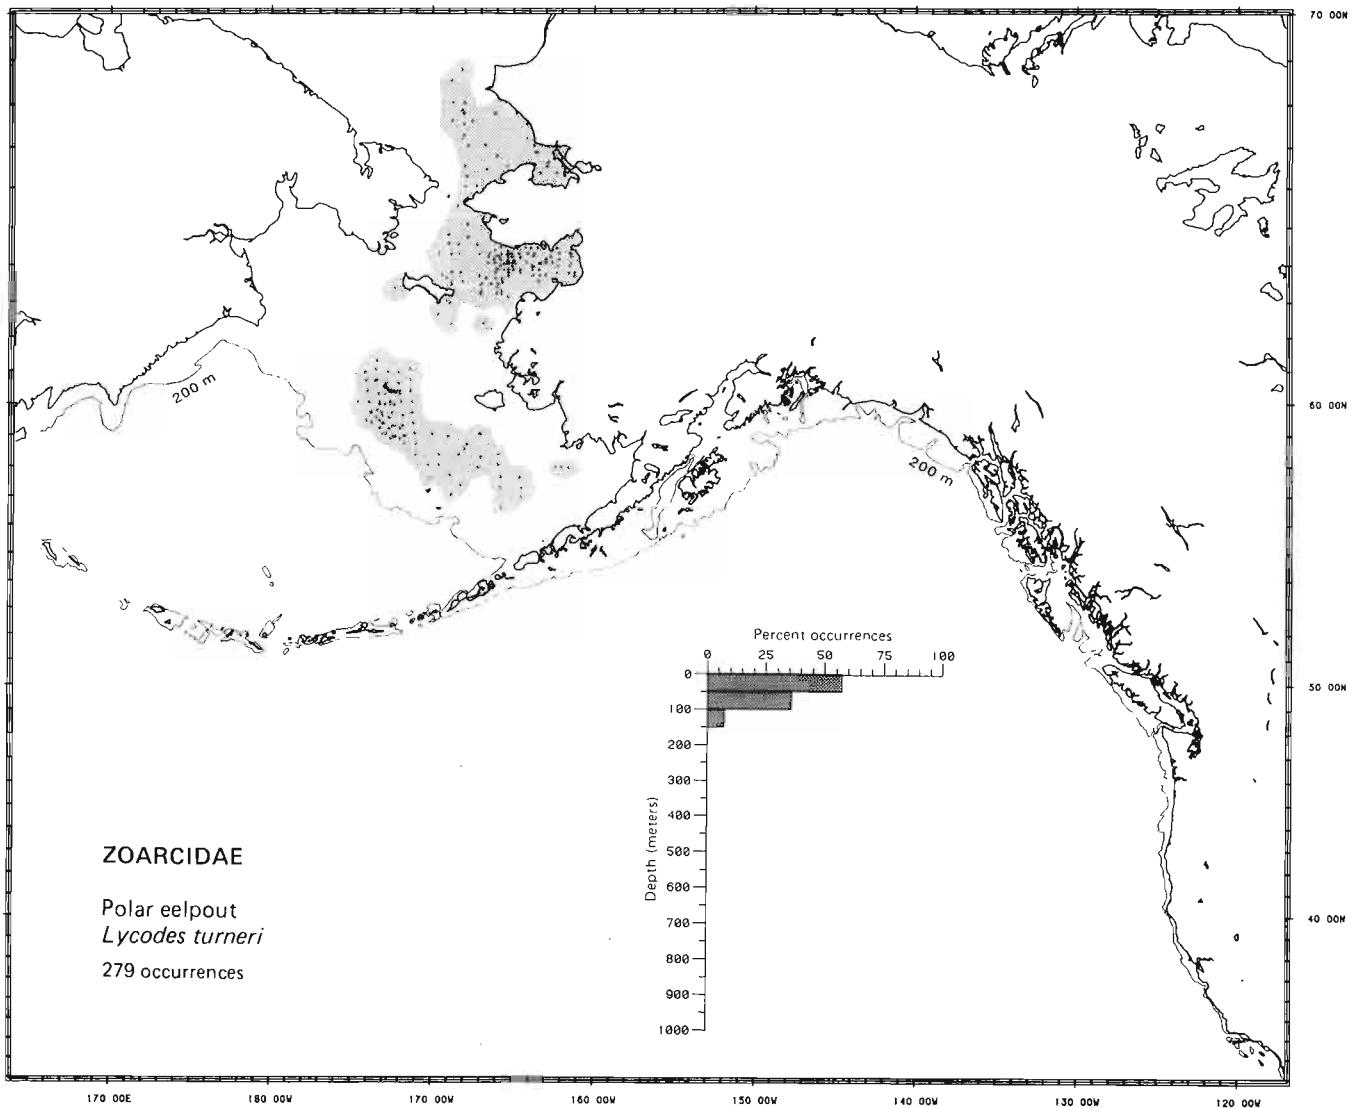 70 00N
200 m
60 00N
200 m
Percent occurrences
0 25 50 75 100
50 00N
0
100
200
300
400
500
600
700
800
900
1000
Depth (meters)
ZOARCIDAE
Polar eelpout
Lycodes turneri
279 occurrences
40 00N
170 00E 180 00W 170 00W 160 00W 150 00W 140 00W 130 00W 120 00W